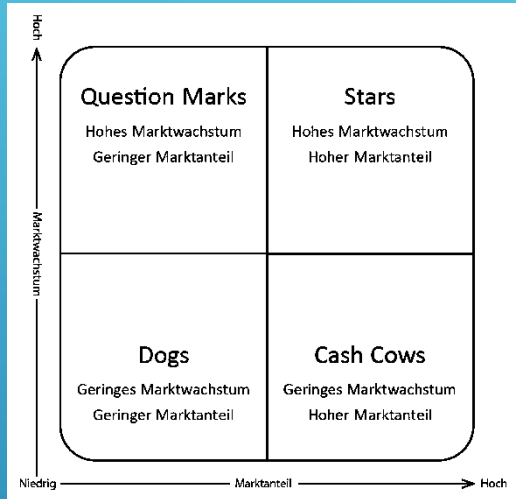 Hoch
Question Marks
Hohes Marktwachstum
Geringer Marktanteil
Stars
Hohes Marktwachstum
Hoher Marktanteil
Marktwachstum
Dogs
Geringes Marktwachstum
Geringer Marktanteil
Cash Cows
Geringes Marktwachstum
Hoher Marktanteil
Niedrig
Marktanteil
Hoch